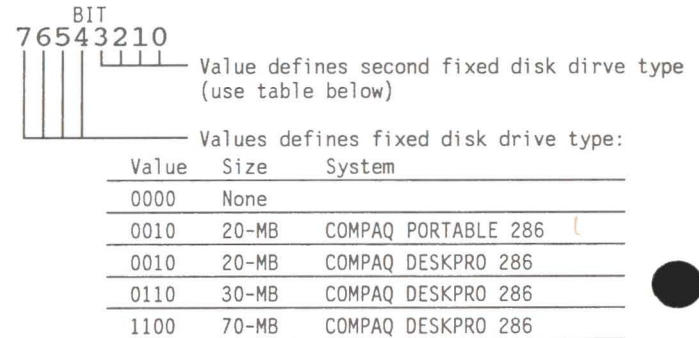 BIT
76543210
Value defines second fixed disk dirve type
(use table below)
Values defines fixed disk drive type:
Value Size System
0000 None
0010 20-MB COMPAQ PORTABLE 286
0010 20-MB COMPAQ DESKPRO 286
0110 30-MB COMPAQ DESKPRO 286
1100 70-MB COMPAQ DESKPRO 286